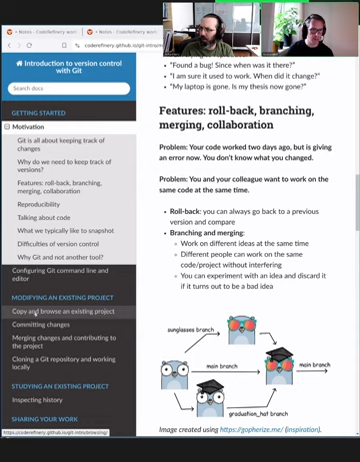 Notes - CodeRefinery
Notes - CodeRefinery
coderefinery.github.io/git-intro/
Introduction to version control with Git
Search docs
GETTING STARTED
Motivation
Git is all about keeping track of changes
Why do we need to keep track of versions?
Features: roll-back, branching, merging, collaboration
Reproducibility
Talking about code
What we typically like to snapshot
Difficulties of version control
Why Git and not another tool?
Configuring Git command line and editor
MODIFYING AN EXISTING PROJECT
Copy and browse an existing project
Committing changes
Merging changes and contributing to the project
Cloning a Git repository and working locally
STUDYING AN EXISTING PROJECT
Inspecting history
SHARING YOUR WORK
https://coderefinery.github.io/git-intro/browsing/
"Found a bug! Since when was it there?"
"I am sure it used to work. When did it change?"
"My laptop is gone. Is my thesis now gone?"
Features: roll-back, branching,
merging, collaboration
Problem: Your code worked two days ago, but is giving
an error now. You don't know what you changed.
Problem: You and your colleague want to work on the
same code at the same time.
Roll-back: you can always go back to a previous
version and compare
Branching and merging:
Work on different ideas at the same time
Different people can work on the same
code/project without interfering
You can experiment with an idea and discard it
if it turns out to be a bad idea
sunglasses branch
main branch
main branch
graduation_hat branch
Image created using https://gopherize.me/ (inspiration).